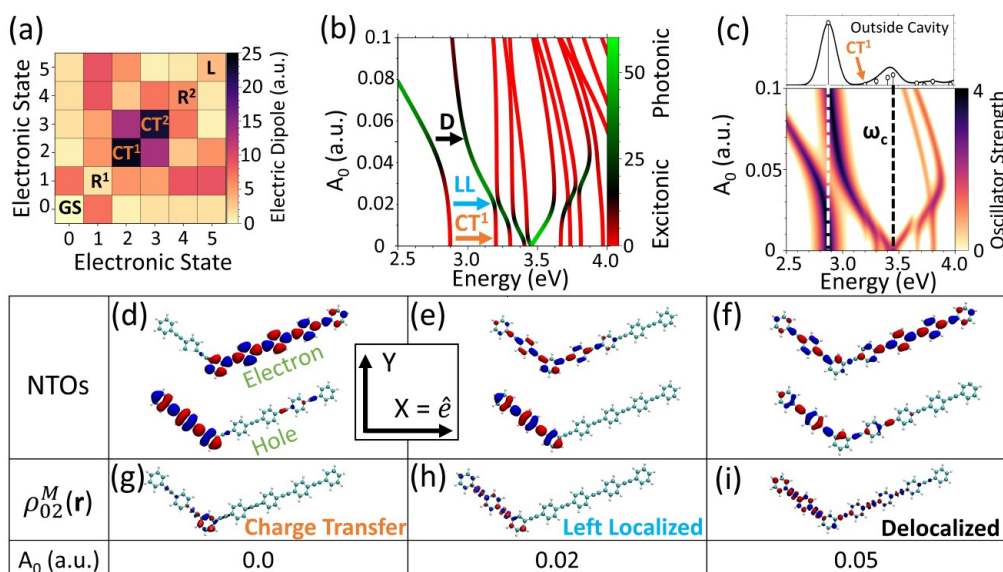 (a)
Electronic State
5
4
3
2
1
0
L
R²
CT²
CT¹
R¹
GS
0 1 2 3 4 5
Electronic State
25
20
15
10
5
0
Electric Dipole (a.u.)
(b)
A₀ (a.u.)
0.1
0.08
0.06
0.04
0.02
0
D
LL
CT¹
2.5 3.0 3.5 4.0
Energy (eV)
50
25
0
Photonic
Excitonic
(c)
Outside Cavity
CT¹
A₀ (a.u.)
0.1
0.05
0
ω_c
2.5 3.0 3.5 4.0
Energy (eV)
4
2
0
Oscillator Strength
NTOs
(d)
Electron
Hole
Y
X = ê
(e)
(f)
ρ₀₂ᴹ(r)
(g)
Charge Transfer
(h)
Left Localized
(i)
Delocalized
A₀ (a.u.)
0.0
0.02
0.05